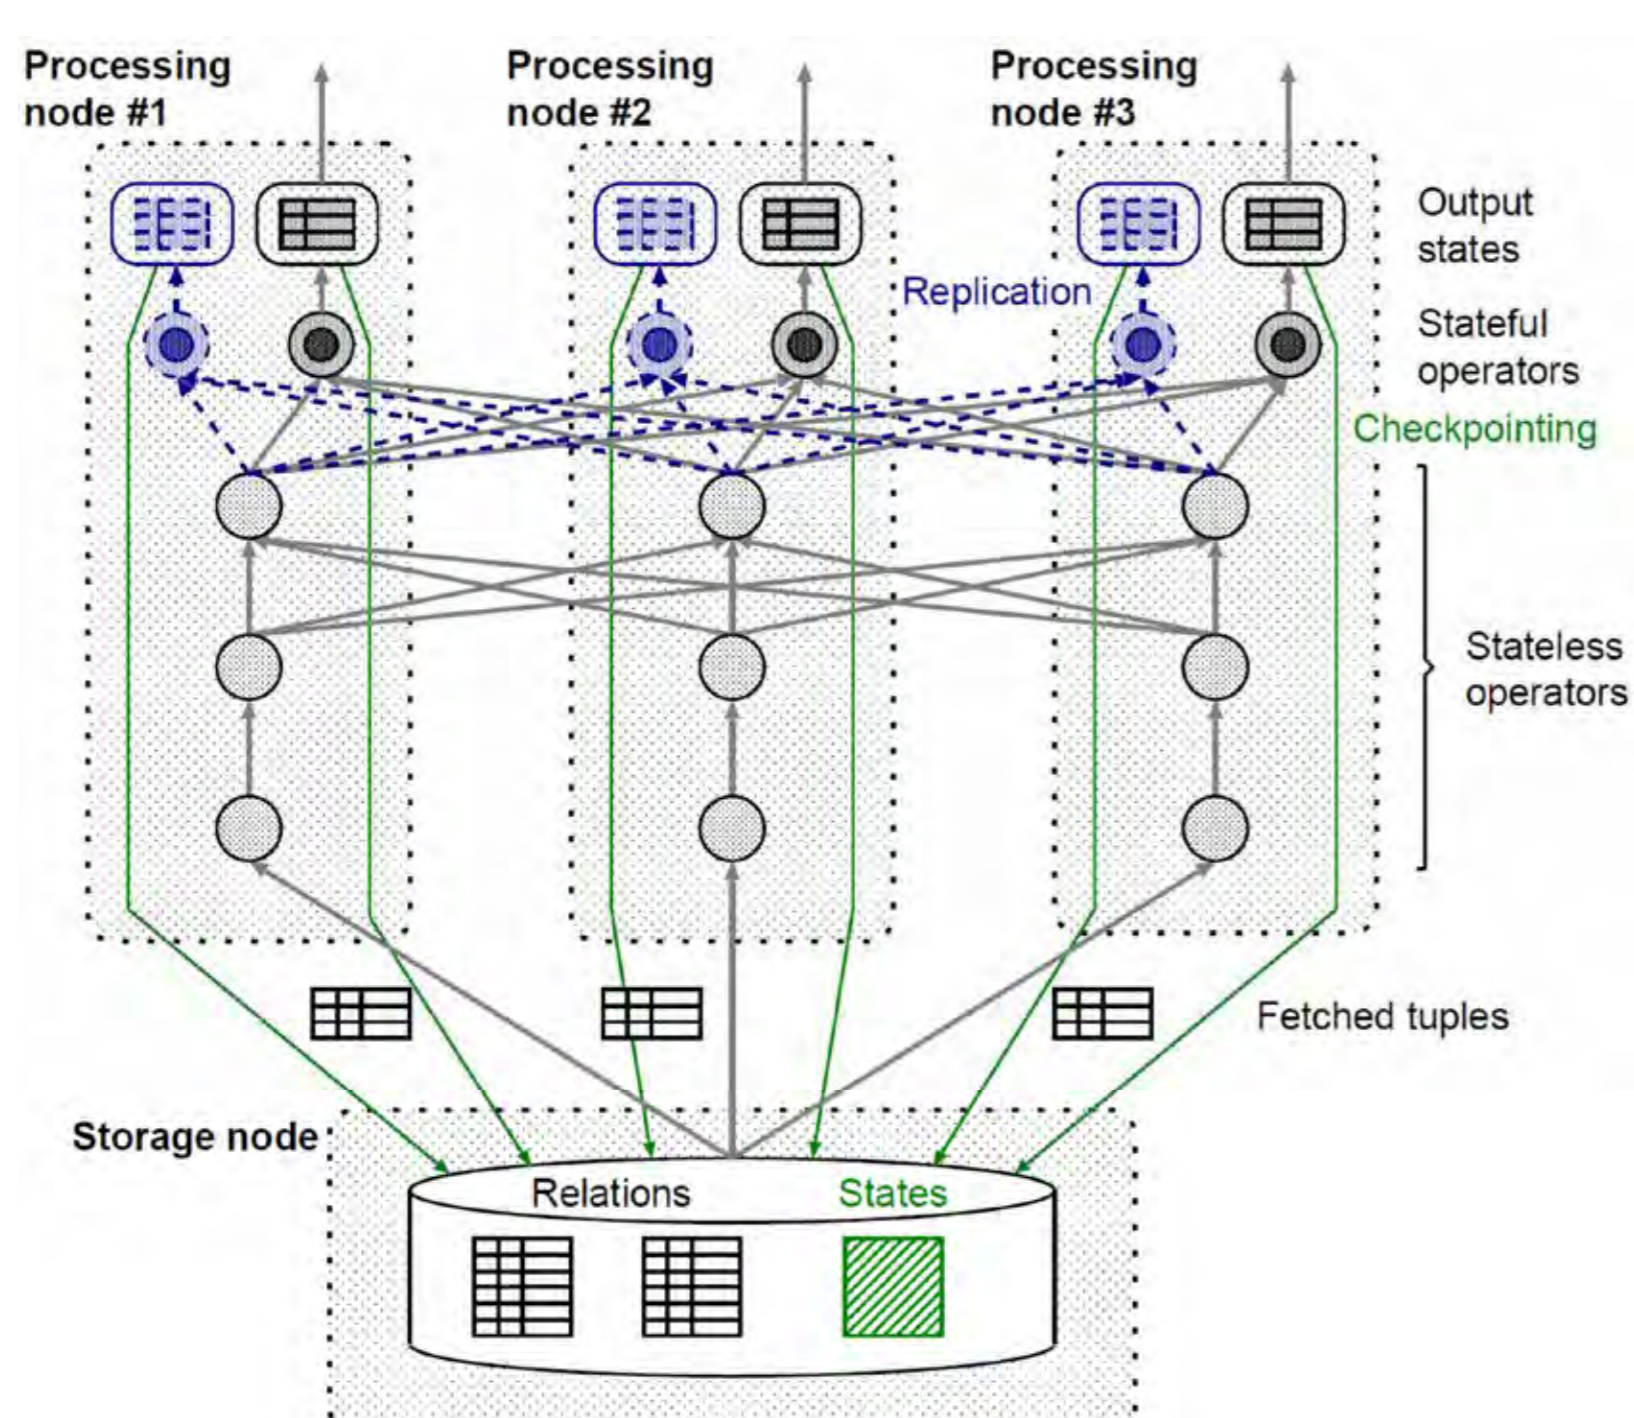 Processing
node #1
Processing
node #2
Processing
node #3
Output
states
Replication
Stateful
operators
Checkpointing
Stateless
operators
Fetched tuples
Storage node
Relations
States